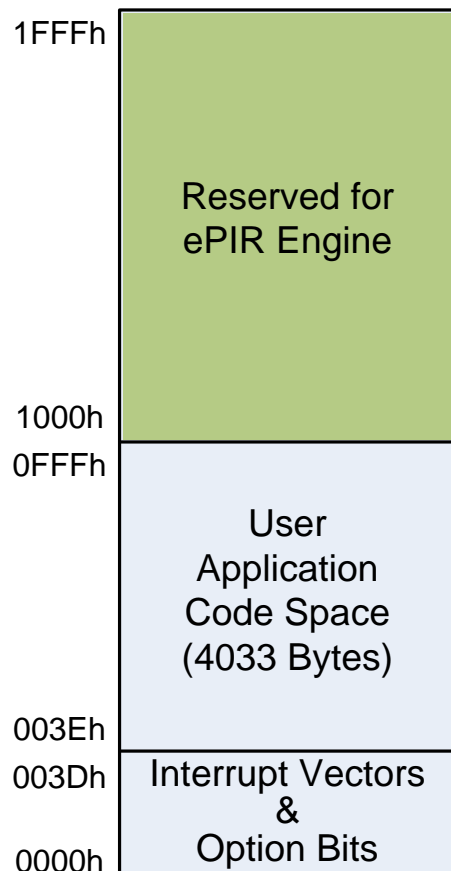 1FFFh
Reserved for
ePIR Engine
1000h
0FFFh
User
Application
Code Space
(4033 Bytes)
003Eh
003Dh
Interrupt Vectors
&
Option Bits
0000h